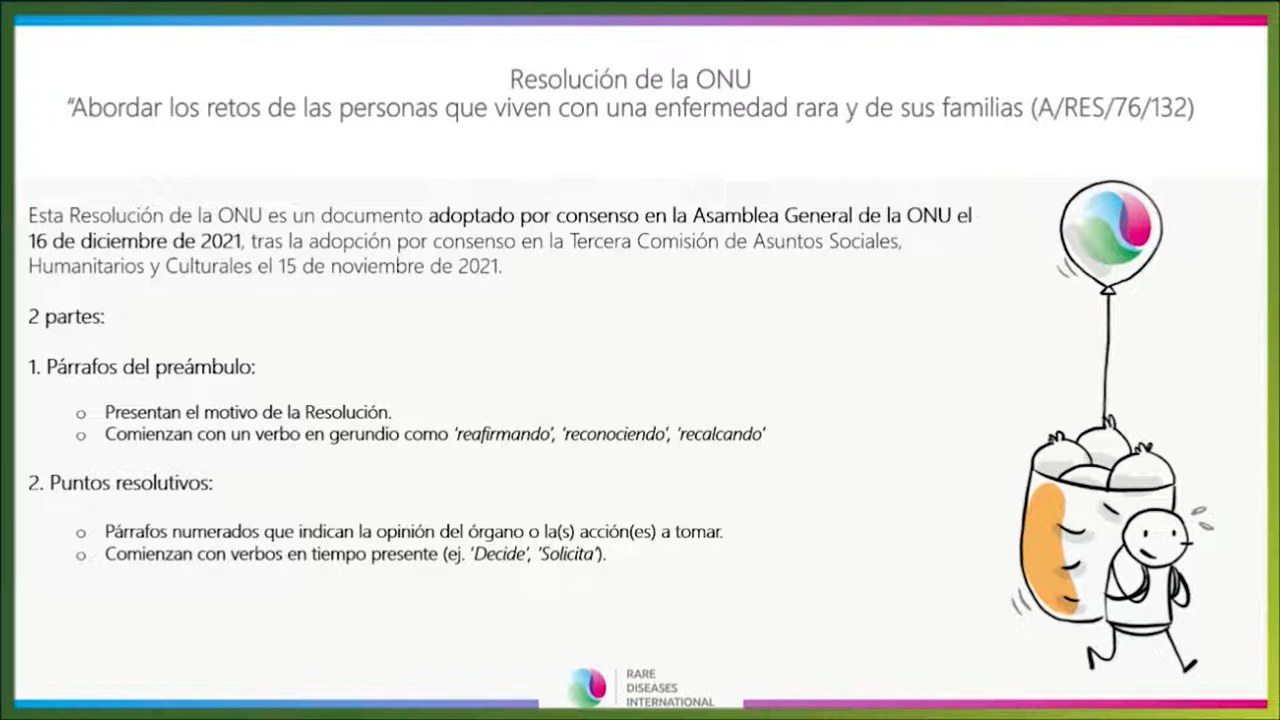 Resolución de la ONU
“Abordar los retos de las personas que viven con una enfermedad rara y de sus familias (A/RES/76/132)
Esta Resolución de la ONU es un documento adoptado por consenso en la Asamblea General de la ONU el
16 de diciembre de 2021, tras la adopción por consenso en la Tercera Comisión de Asuntos Sociales,
Humanitarios y Culturales el 15 de noviembre de 2021.
2 partes:
1. Párrafos del preámbulo:
o Presentan el motivo de la Resolución.
o Comienzan con un verbo en gerundio como ‘reafirmando’, ‘reconociendo’, ‘recalcando’
2. Puntos resolutivos:
o Párrafos numerados que indican la opinión del órgano o la(s) acción(es) a tomar.
o Comienzan con verbos en tiempo presente (ej. ‘Decide’, ‘Solicita’).
RARE
DISEASES
INTERNATIONAL